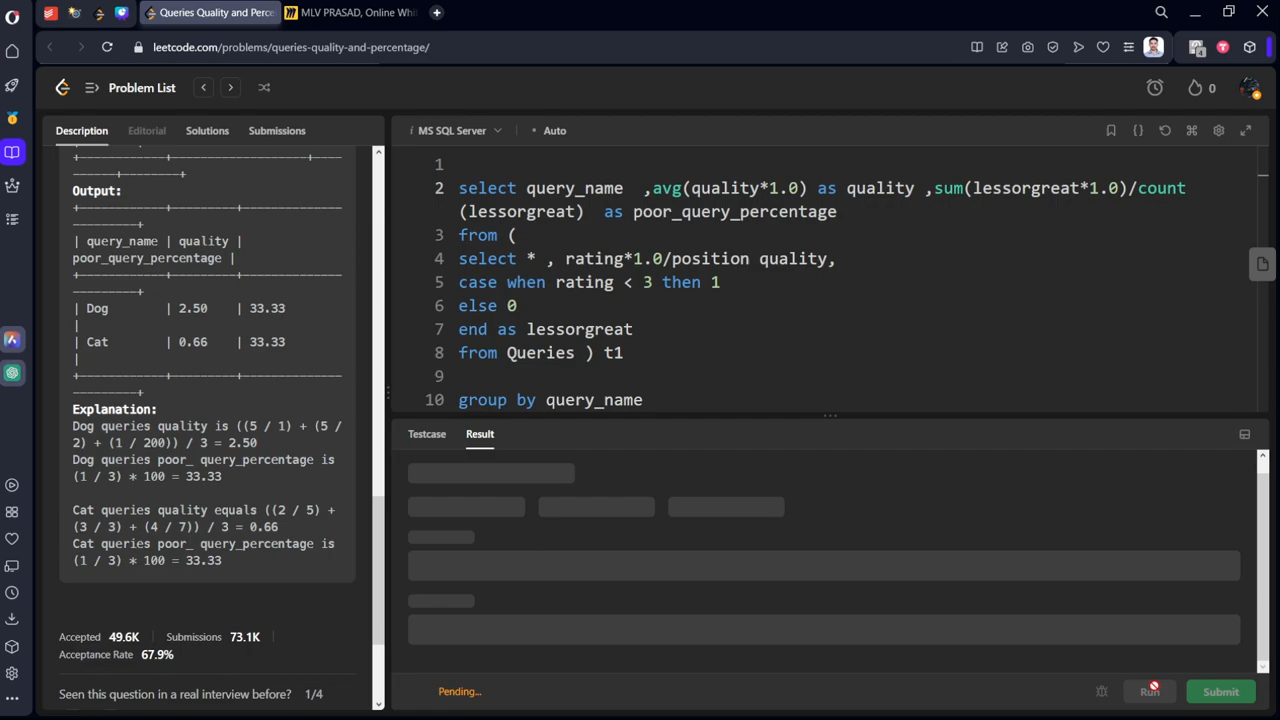 Queries Quality and Perce
MLV PRASAD, Online Whi
leetcode.com/problems/queries-quality-and-percentage/
4
Problem List
0
Description
Editorial
Solutions
Submissions
+------------+-------------------+----
------+--------+
Output:
+------------+---------+--------------
---------+
| query_name | quality |
poor_query_percentage |
+------------+---------+--------------
---------+
| Dog | 2.50 | 33.33
|
| Cat | 0.66 | 33.33
|
+------------+---------+--------------
---------+
Explanation:
Dog queries quality is ((5 / 1) + (5 /
2) + (1 / 200)) / 3 = 2.50
Dog queries poor_ query_percentage is
(1 / 3) * 100 = 33.33
Cat queries quality equals ((2 / 5) +
(3 / 3) + (4 / 7)) / 3 = 0.66
Cat queries poor_ query_percentage is
(1 / 3) * 100 = 33.33
Accepted 49.6K Submissions 73.1K
Acceptance Rate 67.9%
Seen this question in a real interview before? 1/4
i MS SQL Server • Auto
1
2 select query_name ,avg(quality*1.0) as quality ,sum(lessorgreat*1.0)/count
(lessorgreat) as poor_query_percentage
3 from (
4 select * , rating*1.0/position quality,
5 case when rating < 3 then 1
6 else 0
7 end as lessorgreat
8 from Queries ) t1
9
10 group by query_name
Testcase
Result
Pending...
Run
Submit